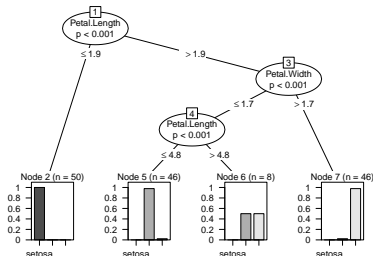 1
Petal.Length
p < 0.001
≤ 1.9
> 1.9
3
Petal.Width
p < 0.001
≤ 1.7
> 1.7
4
Petal.Length
p < 0.001
≤ 4.8
> 4.8
Node 2 (n = 50)
1
0.8
0.6
0.4
0.2
0
setosa
Node 5 (n = 46)
1
0.8
0.6
0.4
0.2
0
setosa
Node 6 (n = 8)
1
0.8
0.6
0.4
0.2
0
setosa
Node 7 (n = 46)
1
0.8
0.6
0.4
0.2
0
setosa